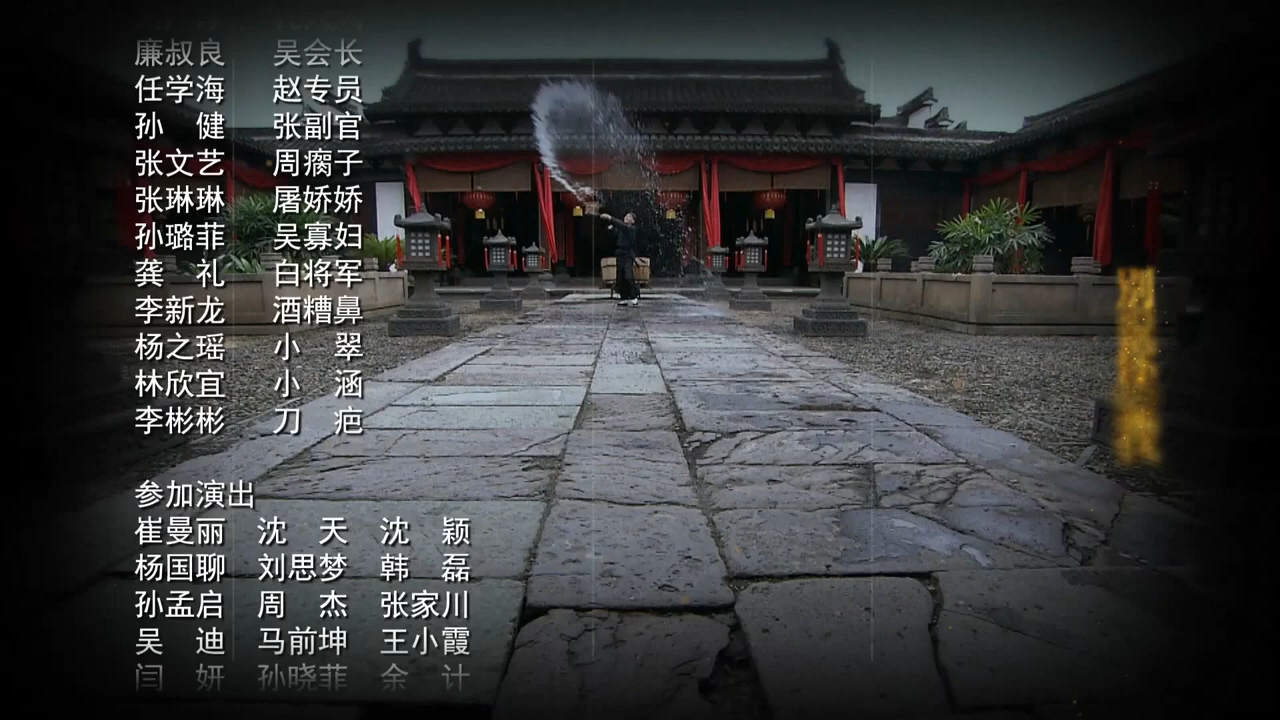 廉叔良 吴会长
任学海 赵专员
孙 健 张副官
张文艺 周瘸子
张琳琳 屠娇娇
孙璐菲 吴寡妇
龚 礼 白将军
李新龙 酒糟鼻
杨之瑶 小 翠
林欣宜 小 涵
李彬彬 刀 疤
参加演出
崔曼丽 沈 天 沈 颖
杨国聊 刘思梦 韩 磊
孙孟启 周 杰 张家川
吴 迪 马前坤 王小霞
闫 妍 孙晓菲 余 计